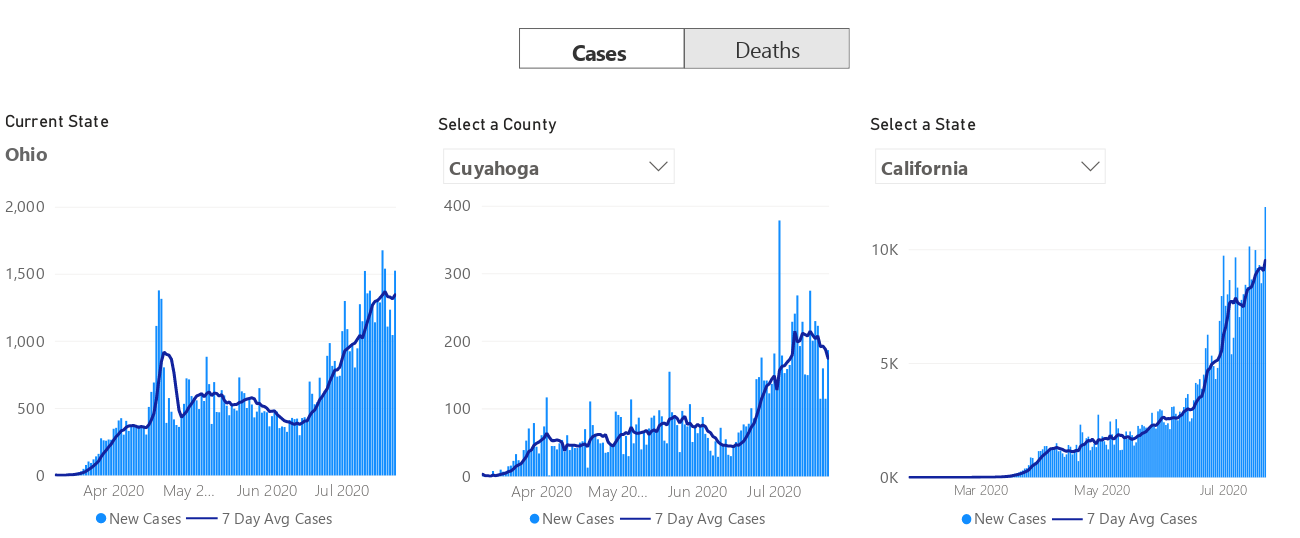 Cases Deaths
Current State
Ohio
2,000
1,500
1,000
500
0
Apr 2020 May 2... Jun 2020 Jul 2020
New Cases 7 Day Avg Cases
Select a County
Cuyahoga
400
300
200
100
0
Apr 2020 May 20... Jun 2020 Jul 2020
New Cases 7 Day Avg Cases
Select a State
California
10K
5K
0K
Mar 2020 May 2020 Jul 2020
New Cases 7 Day Avg Cases